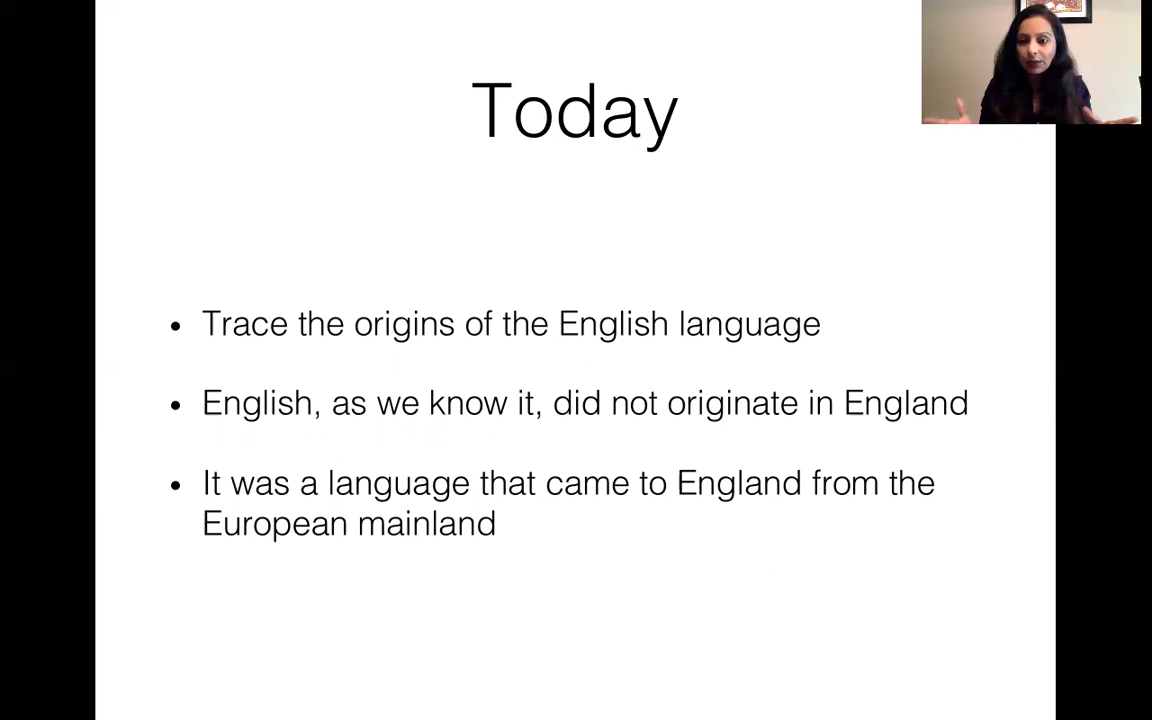 Today
• Trace the origins of the English language
• English, as we know it, did not originate in England
• It was a language that came to England from the
European mainland